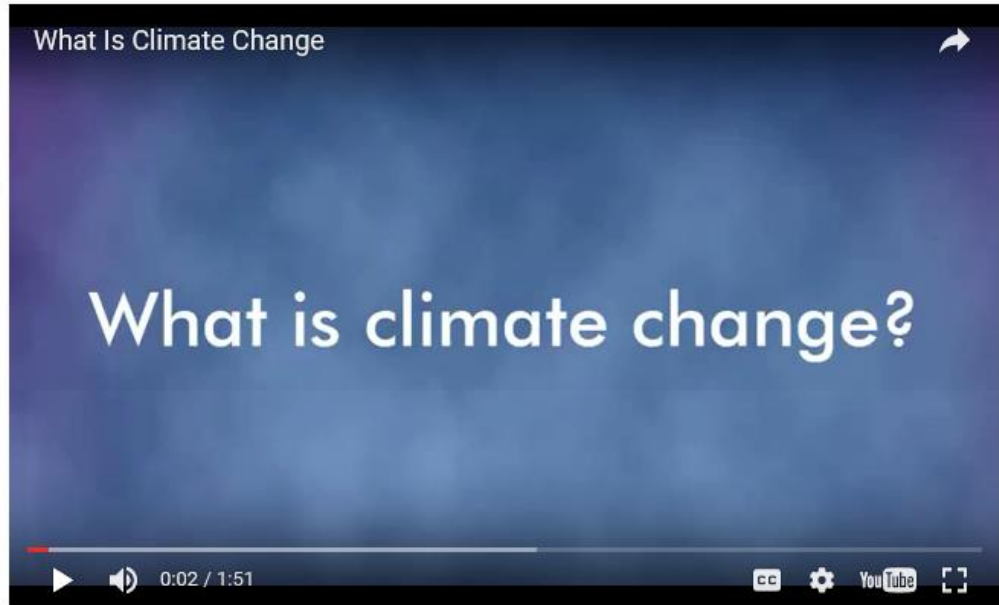 What Is Climate Change
What is climate change?
0:02 / 1:51
CC
YouTube